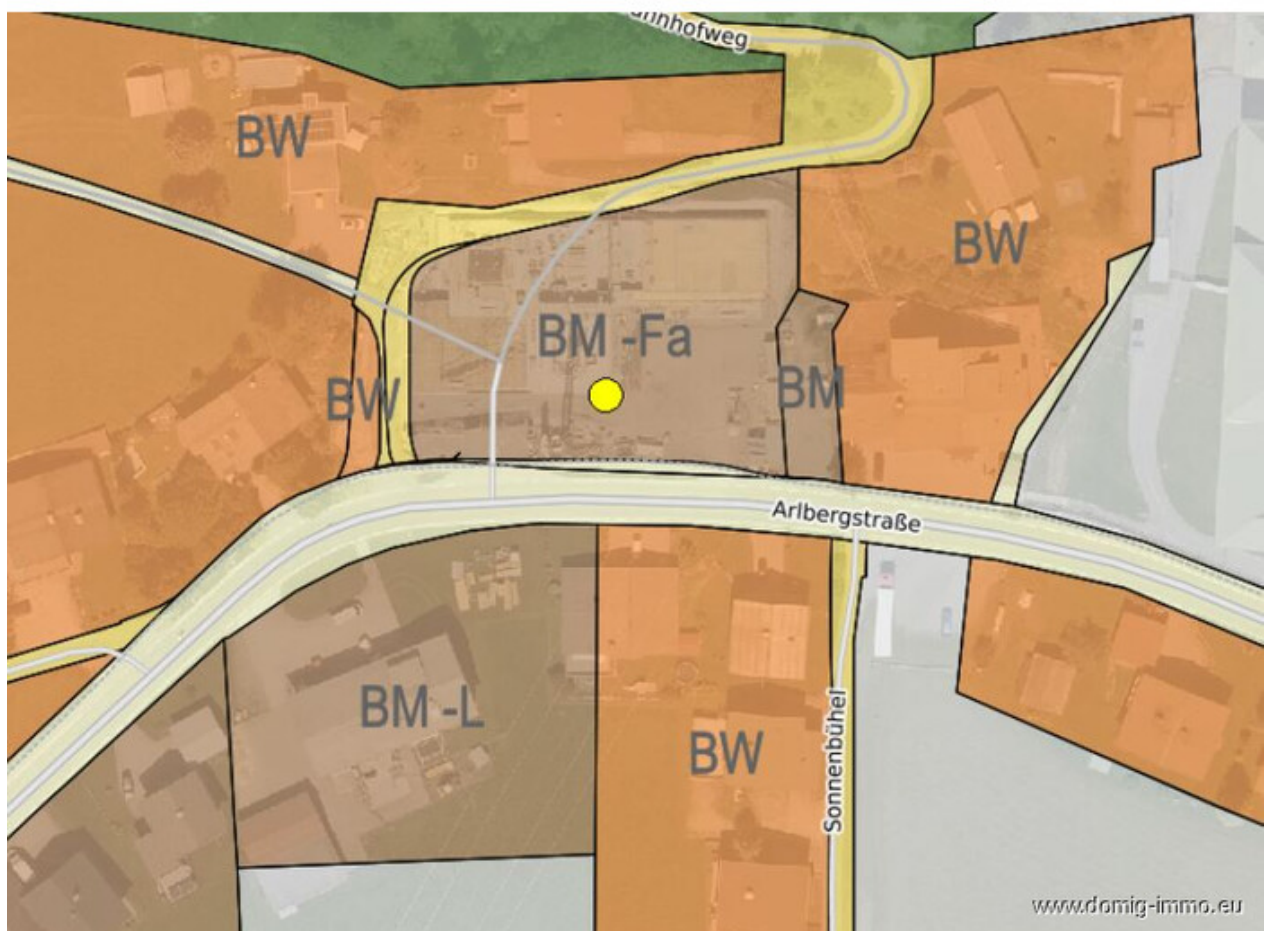 BW
BW
BM -Fa
BW
BM
Arlbergstraße
BM -L
BW
Sonnenbühel
www.domig-immo.eu